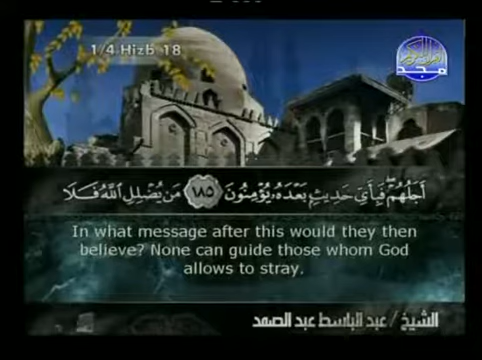 1/4 Hizb 18
مجد
أَجَلُهُمْ ۖ فَبِأَيِّ حَدِيثٍ بَعْدَهُ يُؤْمِنُونَ ١٨٥ مَن يُضْلِلِ اللَّهُ فَلَا
In what message after this would they then
believe? None can guide those whom God
allows to stray.
الشيخ / عبد الباسط عبد الصمد